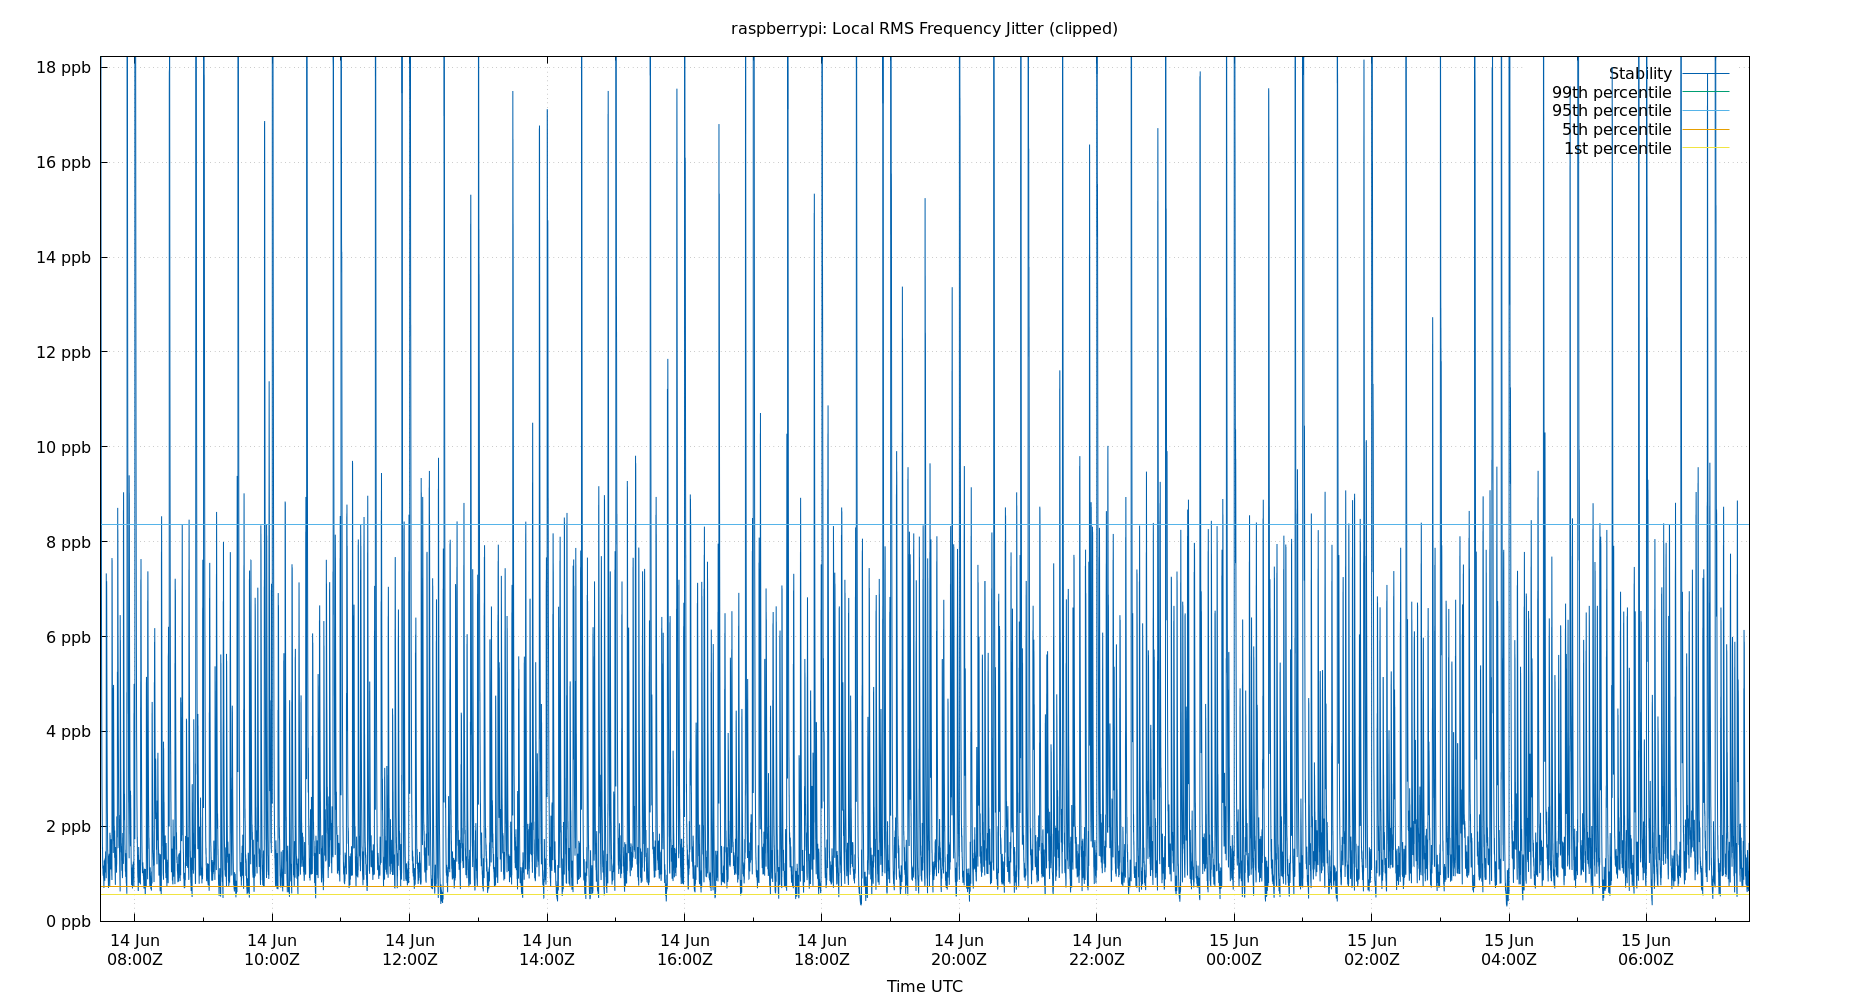 raspberrypi: Local RMS Frequency Jitter (clipped)
18 ppb
16 ppb
14 ppb
12 ppb
10 ppb
8 ppb
6 ppb
4 ppb
2 ppb
0 ppb
Stability
99th percentile
95th percentile
5th percentile
1st percentile
14 Jun 14 Jun 14 Jun 14 Jun 14 Jun 14 Jun 14 Jun 14 Jun 15 Jun 15 Jun 15 Jun 15 Jun
08:00Z 10:00Z 12:00Z 14:00Z 16:00Z 18:00Z 20:00Z 22:00Z 00:00Z 02:00Z 04:00Z 06:00Z
Time UTC